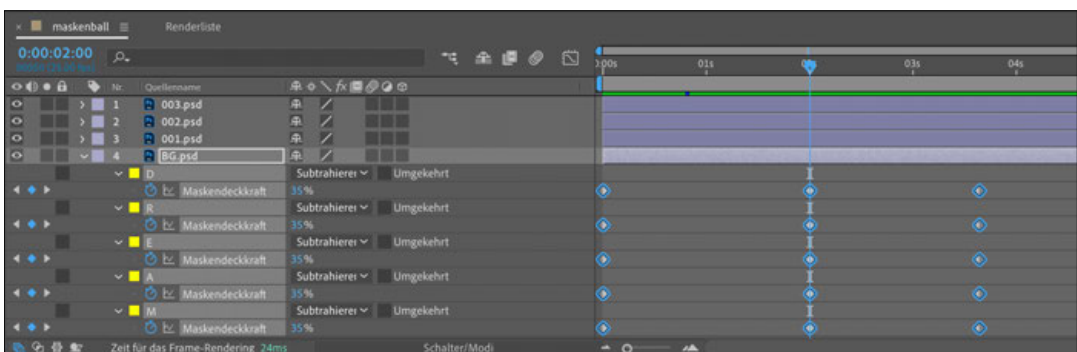 × maskenball ≡ Renderliste
0:00:02:00
0:00s 01s 03s 04s
Nr. Quellenname fx
1 003.psd
2 002.psd
3 001.psd
4 BG.psd
D Subtrahieren Umgekehrt
Maskendeckkraft 35%
R Subtrahieren Umgekehrt
Maskendeckkraft 35%
E Subtrahieren Umgekehrt
Maskendeckkraft 35%
A Subtrahieren Umgekehrt
Maskendeckkraft 35%
M Subtrahieren Umgekehrt
Maskendeckkraft 35%
Zeit für das Frame-Rendering 24ms Schalter/Modi